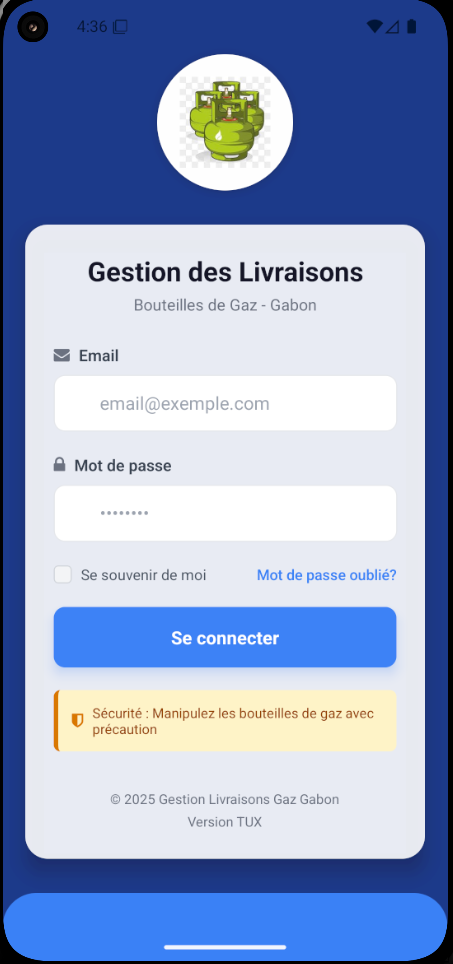 4:36
Gestion des Livraisons
Bouteilles de Gaz - Gabon
Email
email@exemple.com
Mot de passe
••••••••
Se souvenir de moi
Mot de passe oublié?
Se connecter
Sécurité : Manipulez les bouteilles de gaz avec
précaution
© 2025 Gestion Livraisons Gaz Gabon
Version TUX